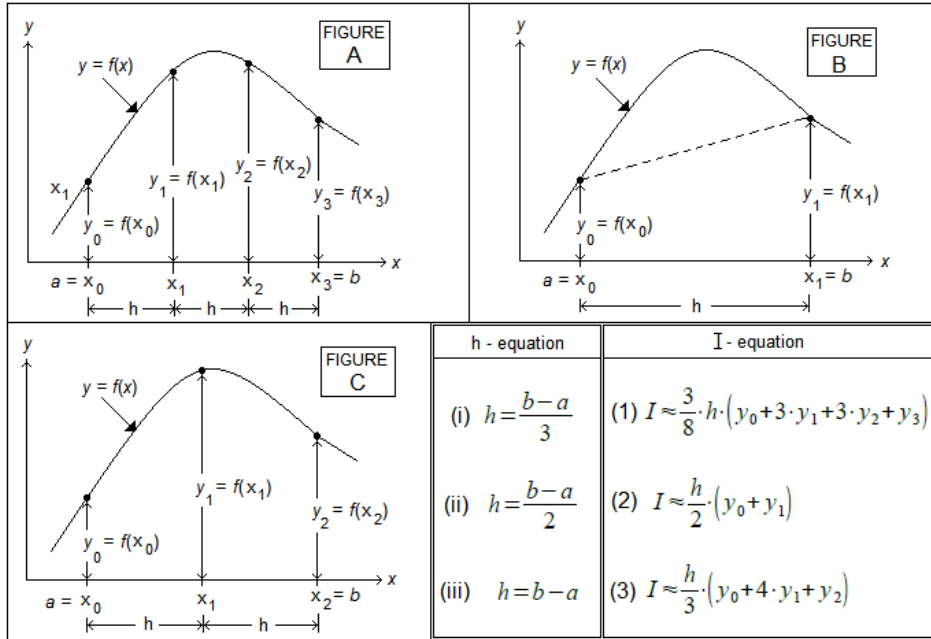 y
FIGURE
A
y = f(x)
x₁
y₀ = f(x₀)
y₁ = f(x₁)
y₂ = f(x₂)
y₃ = f(x₃)
x
a = x₀
x₁
x₂
x₃ = b
h
h
h
y
FIGURE
B
y = f(x)
y₀ = f(x₀)
y₁ = f(x₁)
x
a = x₀
x₁ = b
h
y
FIGURE
C
y = f(x)
y₀ = f(x₀)
y₁ = f(x₁)
y₂ = f(x₂)
x
a = x₀
x₁
x₂ = b
h
h
h - equation
(i) h = (b−a)/3
(ii) h = (b−a)/2
(iii) h = b−a
I - equation
(1) I ≈ 3/8·h·(y₀+3·y₁+3·y₂+y₃)
(2) I ≈ h/2·(y₀+y₁)
(3) I ≈ h/3·(y₀+4·y₁+y₂)